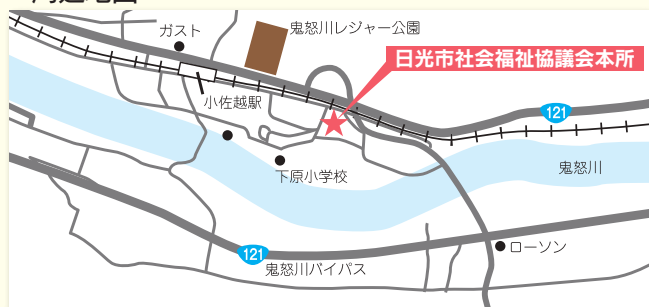 ガスト
鬼怒川レジャー公園
日光市社会福祉協議会本所
小佐越駅
121
下原小学校
鬼怒川
121
鬼怒川バイパス
ローソン